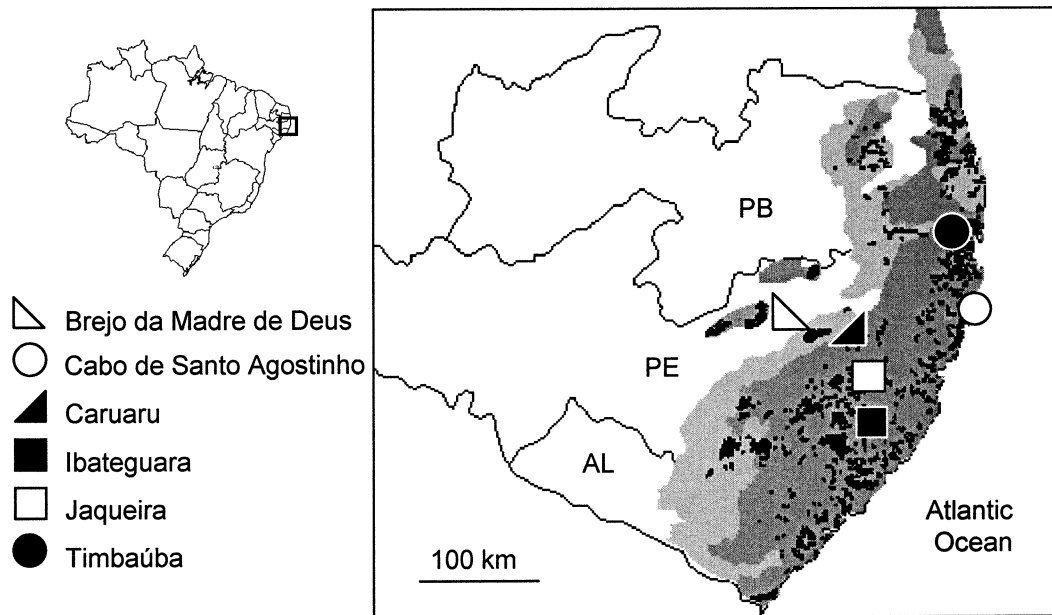 Brejo da Madre de Deus
Cabo de Santo Agostinho
Caruaru
Ibateguara
Jaqueira
Timbaúba
PB
PE
AL
100 km
Atlantic
Ocean